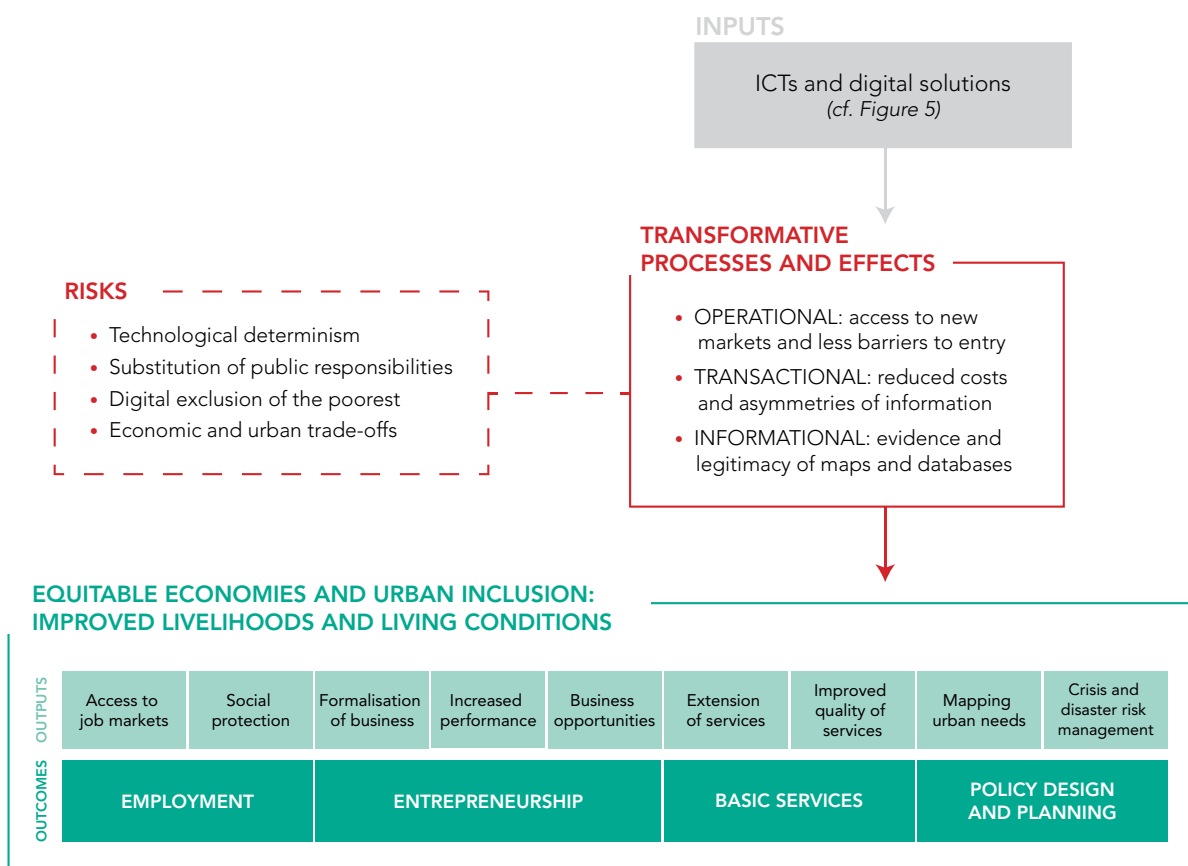 INPUTS
ICTs and digital solutions
(cf. Figure 5)
TRANSFORMATIVE
PROCESSES AND EFFECTS
• OPERATIONAL: access to new
markets and less barriers to entry
• TRANSACTIONAL: reduced costs
and asymmetries of information
• INFORMATIONAL: evidence and
legitimacy of maps and databases
RISKS
• Technological determinism
• Substitution of public responsibilities
• Digital exclusion of the poorest
• Economic and urban trade-offs
EQUITABLE ECONOMIES AND URBAN INCLUSION:
IMPROVED LIVELIHOODS AND LIVING CONDITIONS
OUTPUTS
Access to
job markets
Social
protection
Formalisation
of business
Increased
performance
Business
opportunities
Extension
of services
Improved
quality of
services
Mapping
urban needs
Crisis and
disaster risk
management
OUTCOMES
EMPLOYMENT
ENTREPRENEURSHIP
BASIC SERVICES
POLICY DESIGN
AND PLANNING